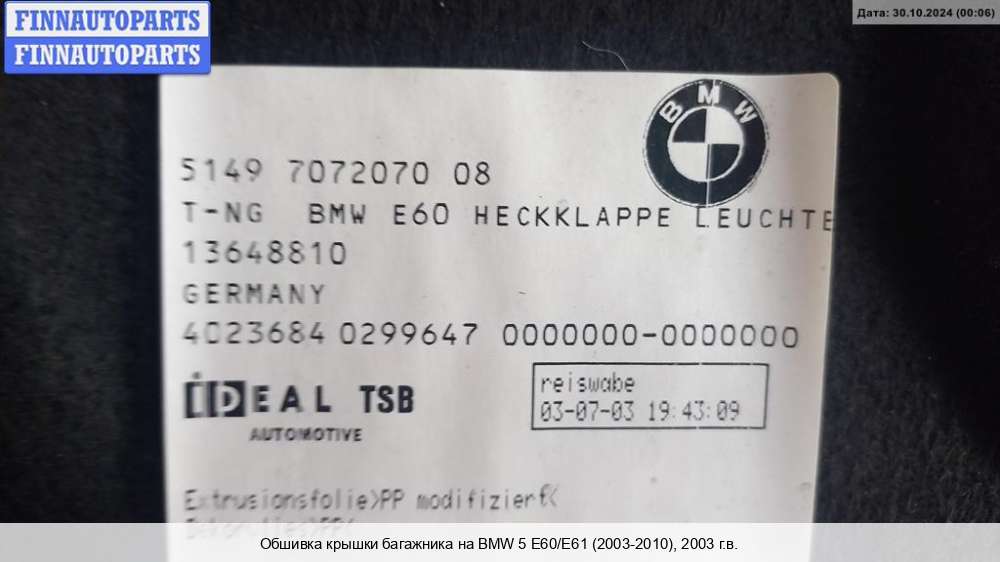 FINNAUTOPARTS
FINNAUTOPARTS
Дата: 30.10.2024 (00:06)
BMW
5149 7072070 08
T-NG BMW E60 HECKKLAPPE LEUCHTE
13648810
GERMANY
4023684 0299647 0000000-0000000
iDEAL TSB
AUTOMOTIVE
reiswabe
03-07-03 19:43:09
Extrusionsfolie>PP modifiziert<
Обшивка крышки багажника на BMW 5 E60/E61 (2003-2010), 2003 г.в.